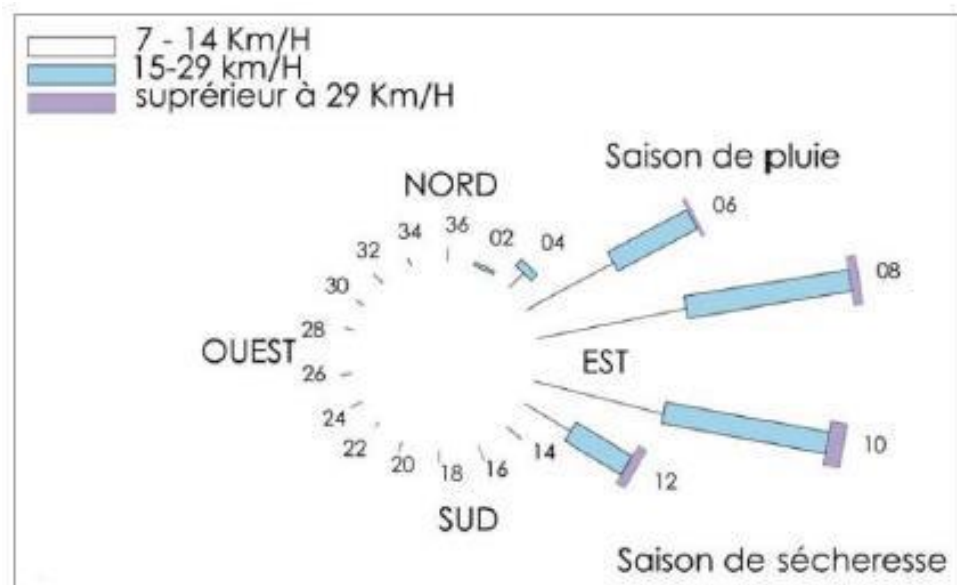 7 - 14 Km/H
15-29 km/H
suprérieur à 29 Km/H
Saison de pluie
NORD
06
36
02
04
34
32
08
30
28
OUEST
EST
26
24
22
20
18
16
14
12
10
SUD
Saison de sécheresse